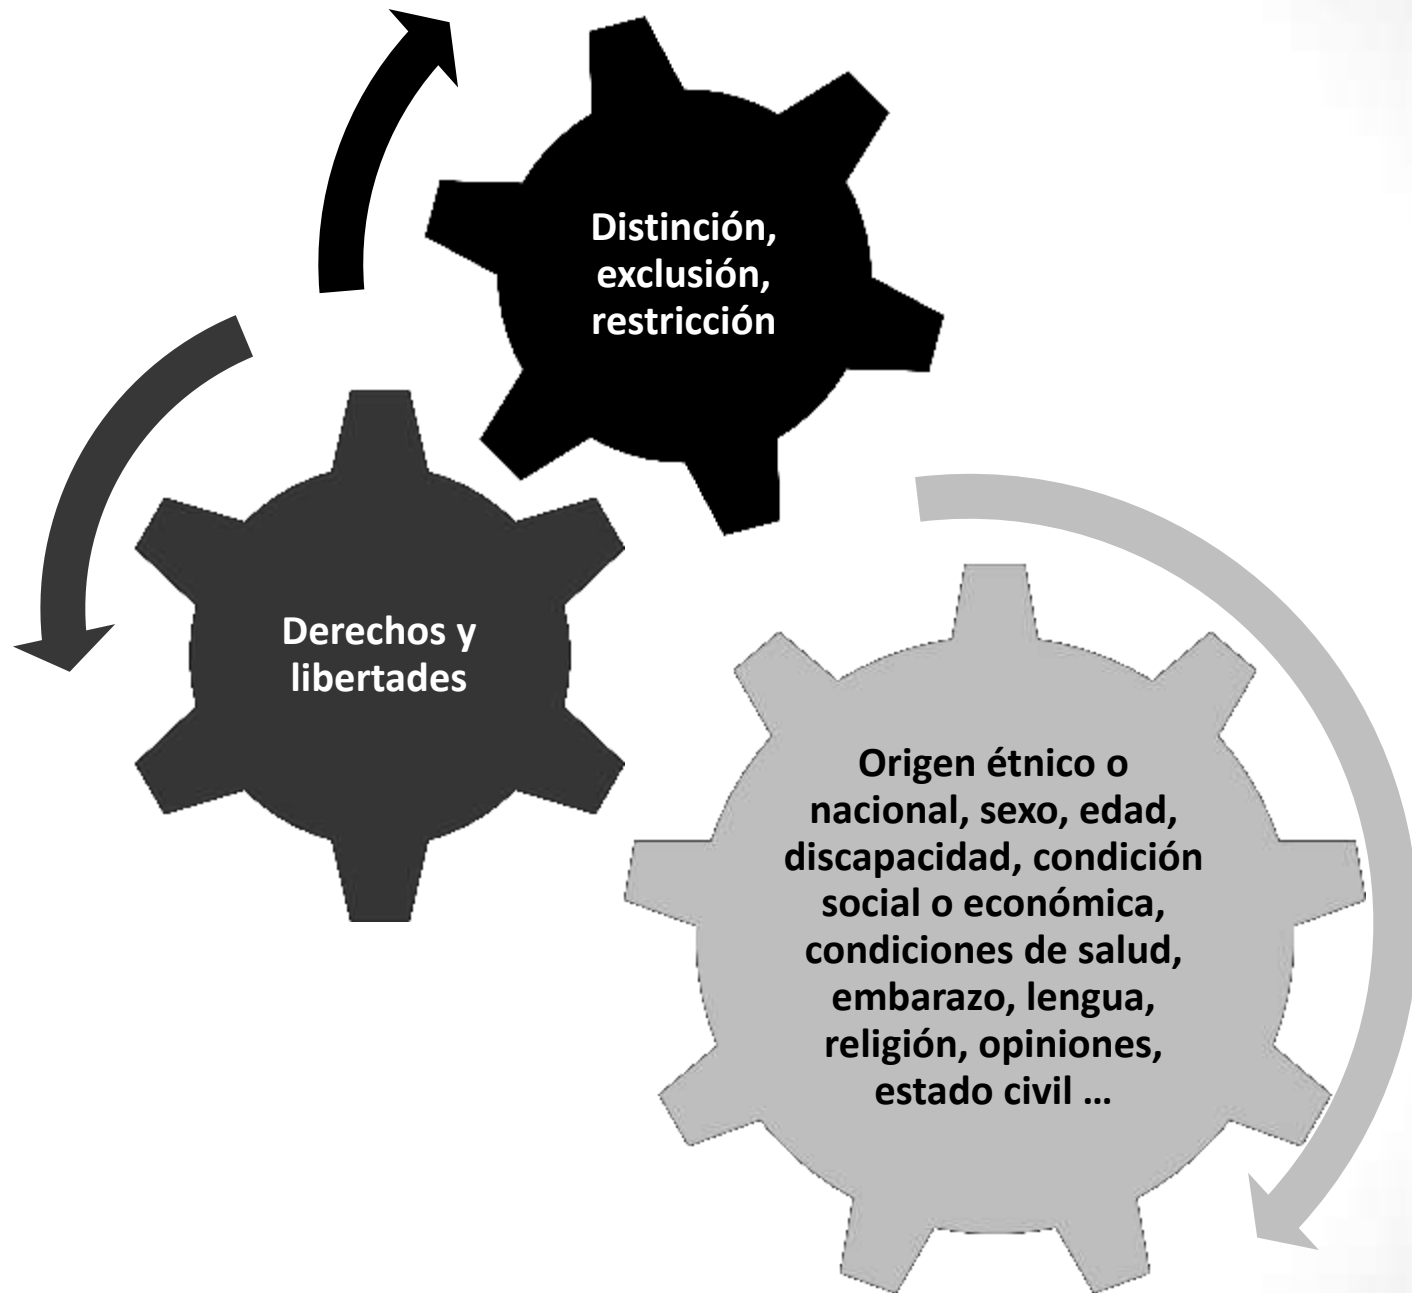 Distinción,
exclusión,
restricción
Derechos y
libertades
Origen étnico o
nacional, sexo, edad,
discapacidad, condición
social o económica,
condiciones de salud,
embarazo, lengua,
religión, opiniones,
estado civil ...